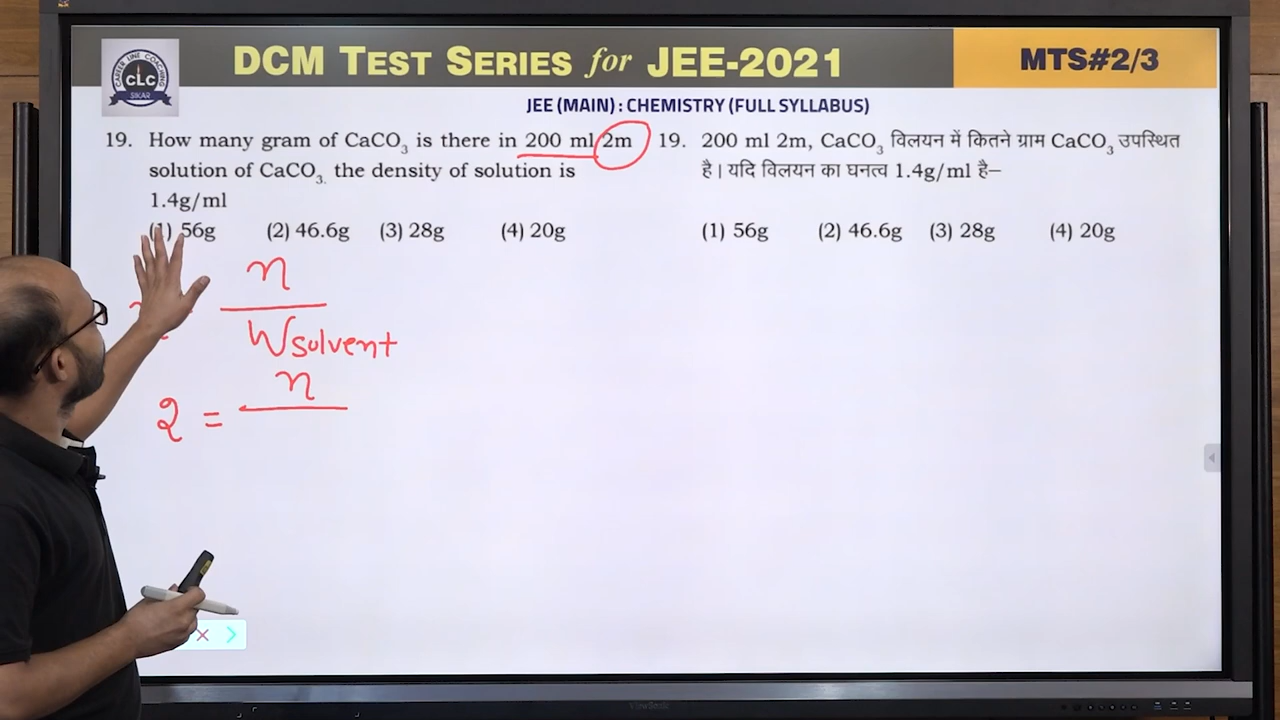 CAREER LINE COACHING
CLC
SIKAR
DCM TEST SERIES for JEE-2021
MTS#2/3
JEE (MAIN) : CHEMISTRY (FULL SYLLABUS)
19. How many gram of CaCO₃ is there in 200 ml 2m
solution of CaCO₃, the density of solution is
1.4g/ml
(1) 56g (2) 46.6g (3) 28g (4) 20g
19. 200 ml 2m, CaCO₃ विलयन में कितने ग्राम CaCO₃ उपस्थित
है। यदि विलयन का घनत्व 1.4g/ml है–
(1) 56g (2) 46.6g (3) 28g (4) 20g
n
Wsolvent
n
2 =
ViewSonic